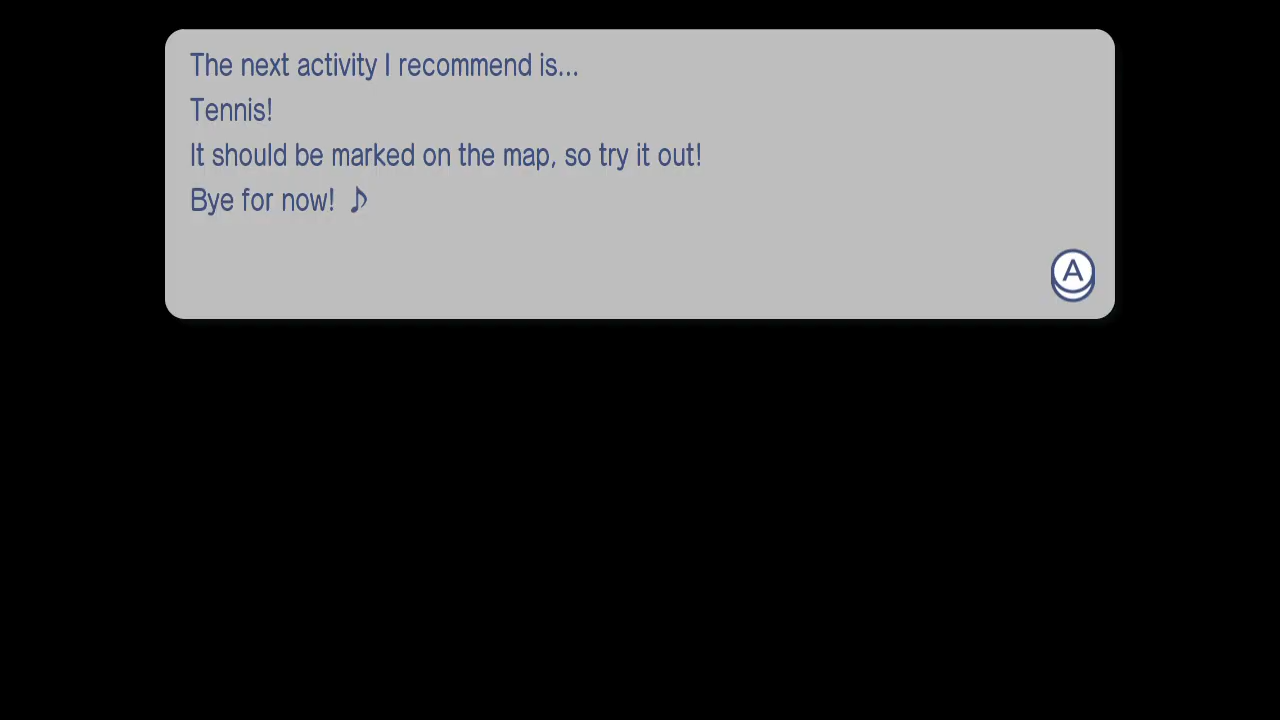 The next activity I recommend is...
Tennis!
It should be marked on the map, so try it out!
Bye for now! ♪
A